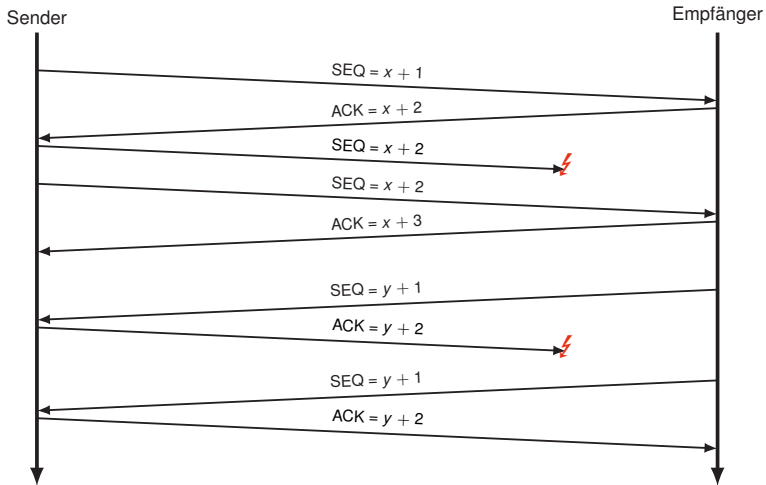 Sender
Empfänger
SEQ = x + 1
ACK = x + 2
SEQ = x + 2
SEQ = x + 2
ACK = x + 3
SEQ = y + 1
ACK = y + 2
SEQ = y + 1
ACK = y + 2